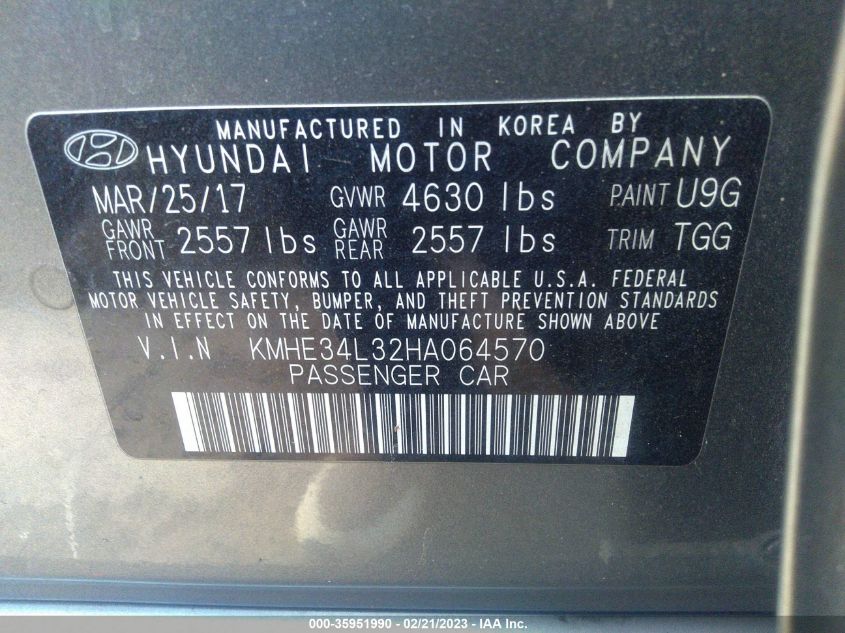 MANUFACTURED IN KOREA BY
HYUNDAI MOTOR COMPANY
MAR/25/17 GVWR 4630 lbs PAINT U9G
GAWR FRONT 2557 lbs GAWR REAR 2557 lbs TRIM TGG
THIS VEHICLE CONFORMS TO ALL APPLICABLE U.S.A. FEDERAL
MOTOR VEHICLE SAFETY, BUMPER, AND THEFT PREVENTION STANDARDS
IN EFFECT ON THE DATE OF MANUFACTURE SHOWN ABOVE
V.I.N KMHE34L32HA064570
PASSENGER CAR
000-35951990 - 02/21/2023 - IAA Inc.